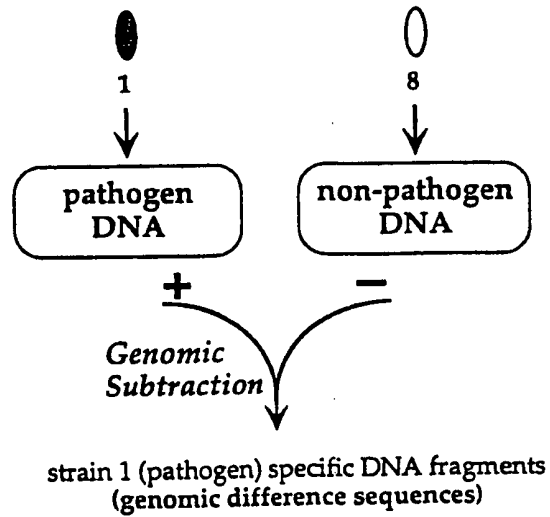 1
8
pathogen
DNA
non-pathogen
DNA
+
−
Genomic
Subtraction
strain 1 (pathogen) specific DNA fragments
(genomic difference sequences)